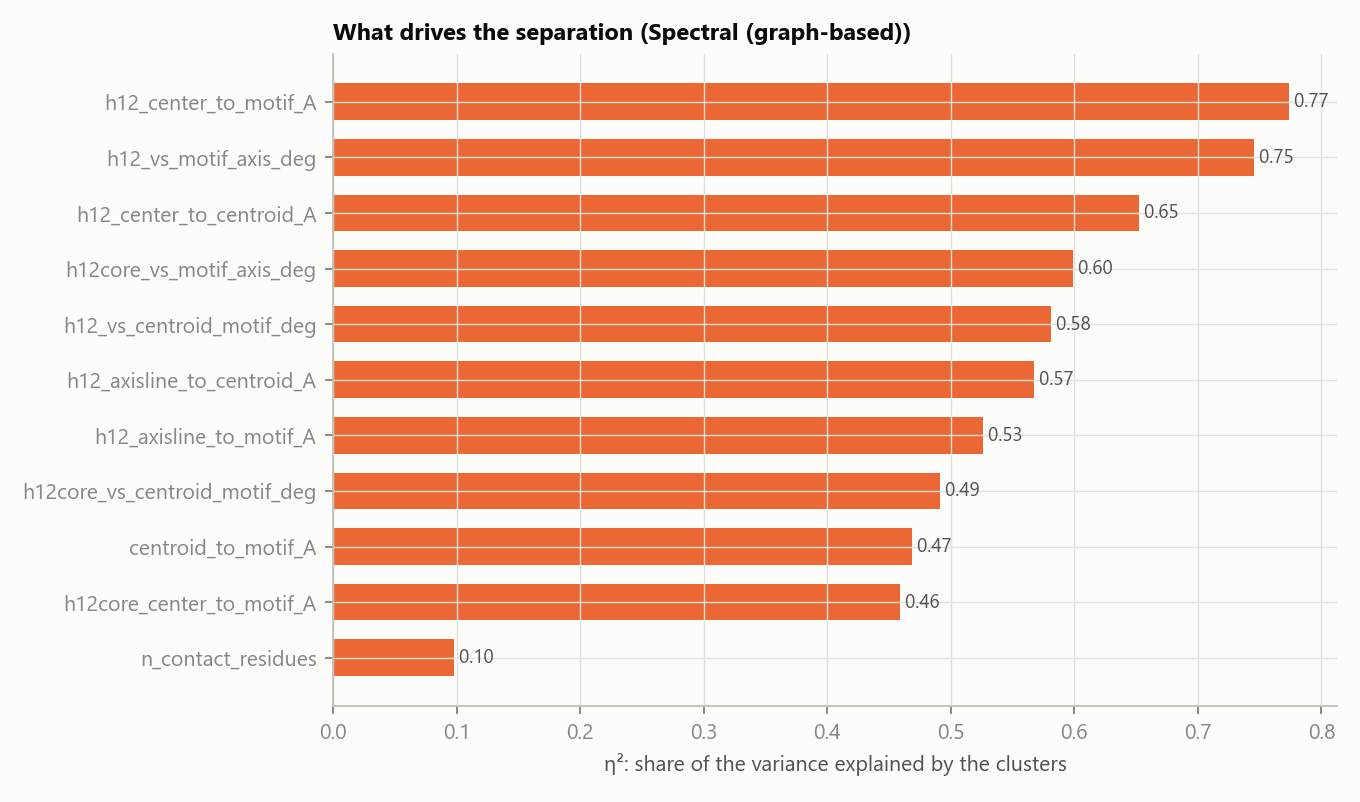 What drives the separation (Spectral (graph-based))
h12_center_to_motif_A 0.77
h12_vs_motif_axis_deg 0.75
h12_center_to_centroid_A 0.65
h12core_vs_motif_axis_deg 0.60
h12_vs_centroid_motif_deg 0.58
h12_axisline_to_centroid_A 0.57
h12_axisline_to_motif_A 0.53
h12core_vs_centroid_motif_deg 0.49
centroid_to_motif_A 0.47
h12core_center_to_motif_A 0.46
n_contact_residues 0.10
0.0 0.1 0.2 0.3 0.4 0.5 0.6 0.7 0.8
η²: share of the variance explained by the clusters